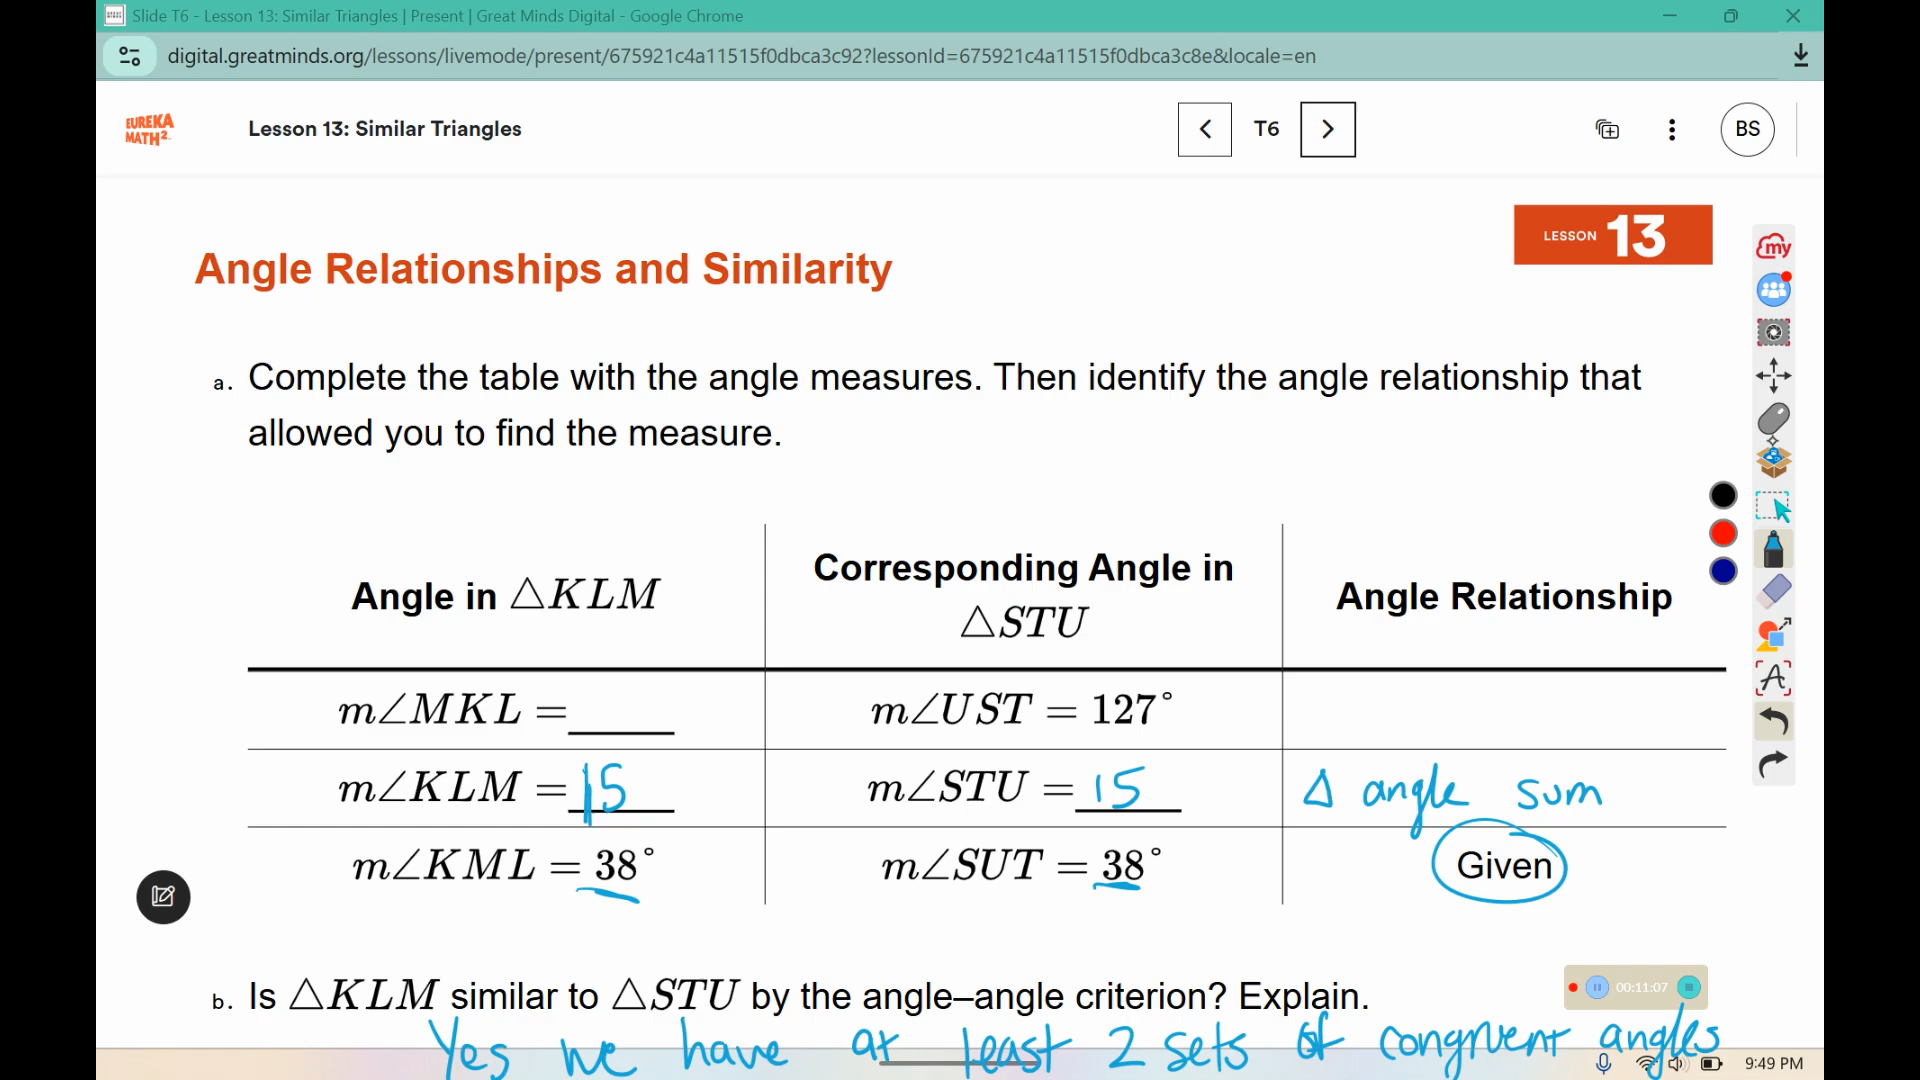 Slide T6 - Lesson 13: Similar Triangles | Present | Great Minds Digital - Google Chrome
digital.greatminds.org/lessons/livemode/present/675921c4a11515f0dbca3c92?lessonId=675921c4a11515f0dbca3c8e&locale=en
EUREKA MATH²
Lesson 13: Similar Triangles
T6
BS
LESSON 13
my
Angle Relationships and Similarity
a. Complete the table with the angle measures. Then identify the angle relationship that
allowed you to find the measure.
Angle in △KLM
Corresponding Angle in
△STU
Angle Relationship
m∠MKL = ____
m∠UST = 127°
m∠KLM = 15
m∠STU = 15
Δ angle sum
m∠KML = 38°
m∠SUT = 38°
Given
b. Is △KLM similar to △STU by the angle–angle criterion? Explain.
00:11:07
Yes we have at least 2 sets of congruent angles
9:49 PM